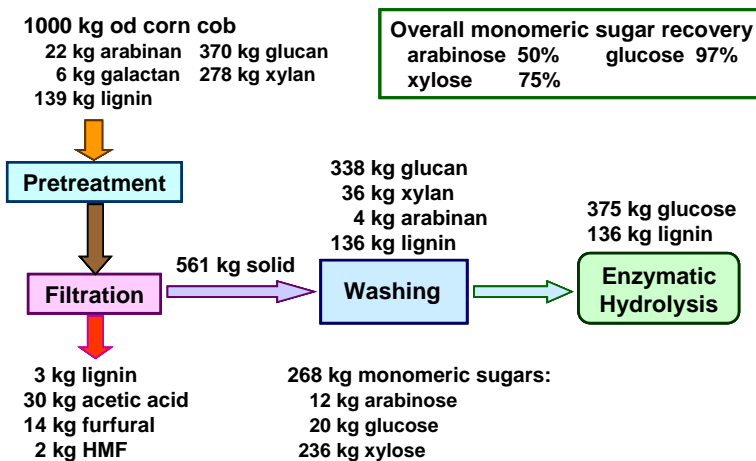 1000 kg od corn cob
22 kg arabinan 370 kg glucan
6 kg galactan 278 kg xylan
139 kg lignin
Overall monomeric sugar recovery
arabinose 50% glucose 97%
xylose 75%
Pretreatment
338 kg glucan
36 kg xylan
4 kg arabinan
136 kg lignin
375 kg glucose
136 kg lignin
Filtration
561 kg solid
Washing
Enzymatic
Hydrolysis
3 kg lignin
30 kg acetic acid
14 kg furfural
2 kg HMF
268 kg monomeric sugars:
12 kg arabinose
20 kg glucose
236 kg xylose